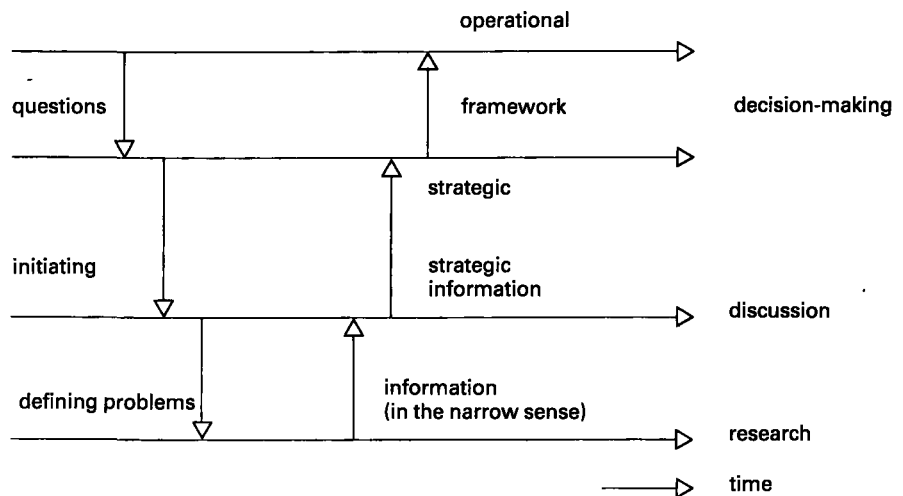 operational
questions
framework
decision-making
strategic
initiating
strategic
information
discussion
defining problems
information
(in the narrow sense)
research
time